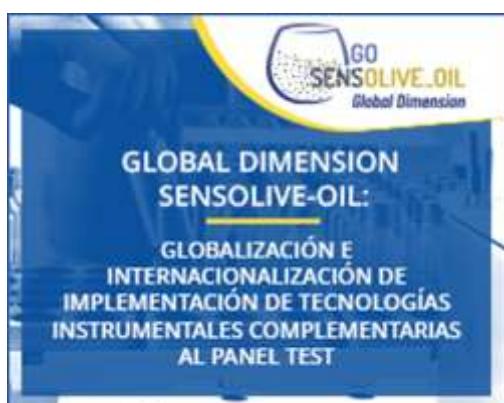 GO
SENSOLIVE_OIL
Global Dimension
GLOBAL DIMENSION
SENSOLIVE-OIL:
GLOBALIZACIÓN E
INTERNACIONALIZACIÓN DE
IMPLEMENTACIÓN DE TECNOLOGÍAS
INSTRUMENTALES COMPLEMENTARIAS
AL PANEL TEST